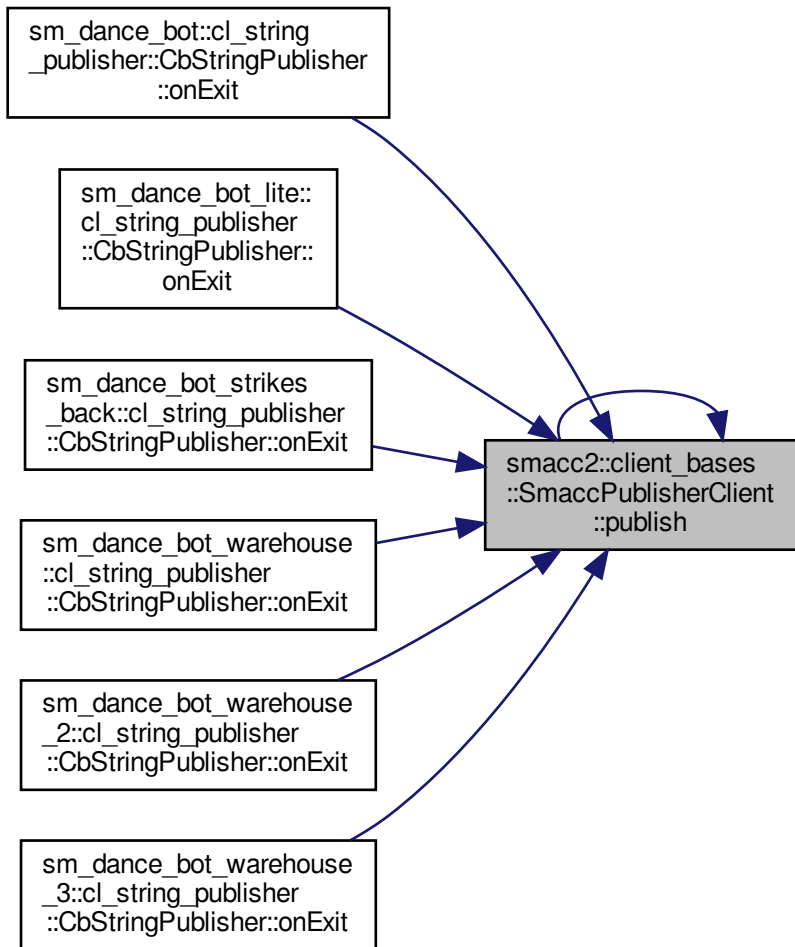 sm_dance_bot::cl_string
_publisher::CbStringPublisher
::onExit
sm_dance_bot_lite::
cl_string_publisher
::CbStringPublisher::
onExit
sm_dance_bot_strikes
_back::cl_string_publisher
::CbStringPublisher::onExit
smacc2::client_bases
::SmaccPublisherClient
::publish
sm_dance_bot_warehouse
::cl_string_publisher
::CbStringPublisher::onExit
sm_dance_bot_warehouse
_2::cl_string_publisher
::CbStringPublisher::onExit
sm_dance_bot_warehouse
_3::cl_string_publisher
::CbStringPublisher::onExit